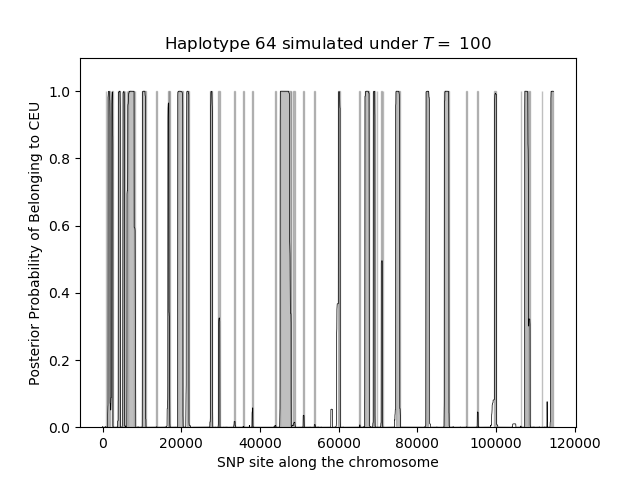 Haplotype 64 simulated under T = 100
Posterior Probability of Belonging to CEU
1.0
0.8
0.6
0.4
0.2
0.0
0 20000 40000 60000 80000 100000 120000
SNP site along the chromosome